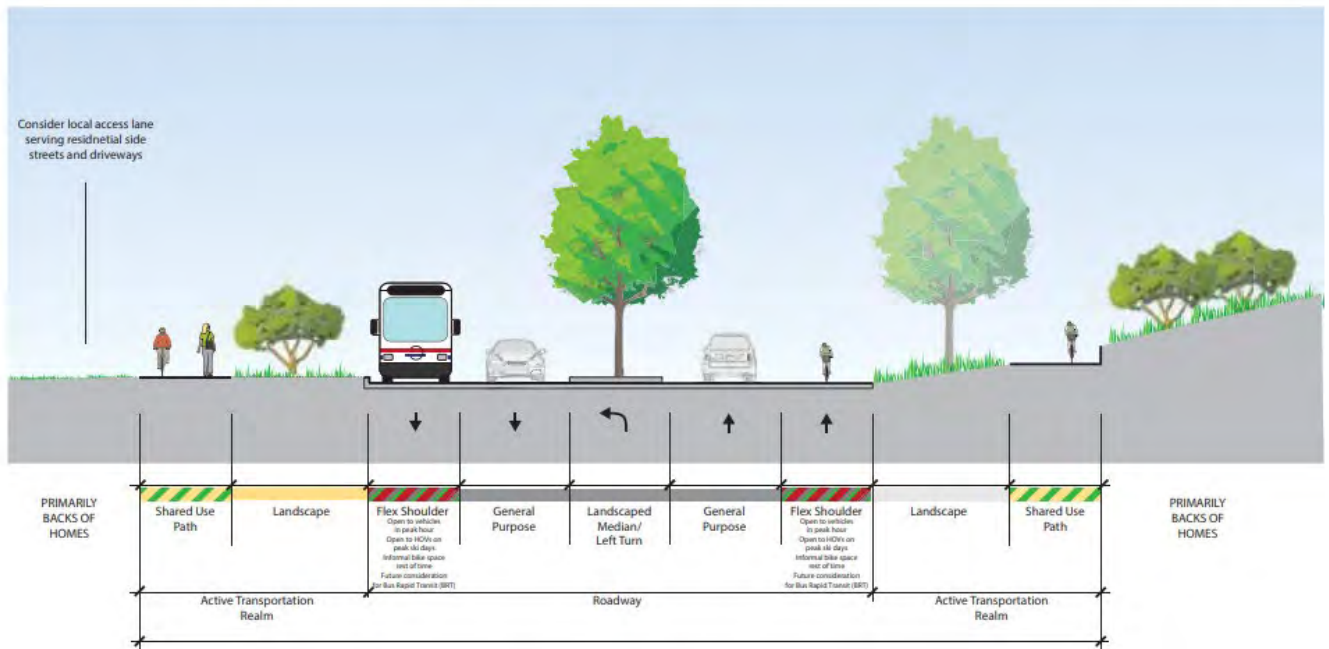 Consider local access lane
serving residnetial side
streets and driveways
PRIMARILY
BACKS OF
HOMES
Shared Use
Path
Landscape
Flex Shoulder
Open to vehicles
in peak hour
Open to HOVs on
peak ski days
Informal bike space
rest of time
Future consideration
for Bus Rapid Transit (BRT)
General
Purpose
Landscaped
Median/
Left Turn
General
Purpose
Flex Shoulder
Open to vehicles
in peak hour
Open to HOVs on
peak ski days
Informal bike space
rest of time
Future consideration
for Bus Rapid Transit (BRT)
Landscape
Shared Use
Path
PRIMARILY
BACKS OF
HOMES
Active Transportation
Realm
Roadway
Active Transportation
Realm